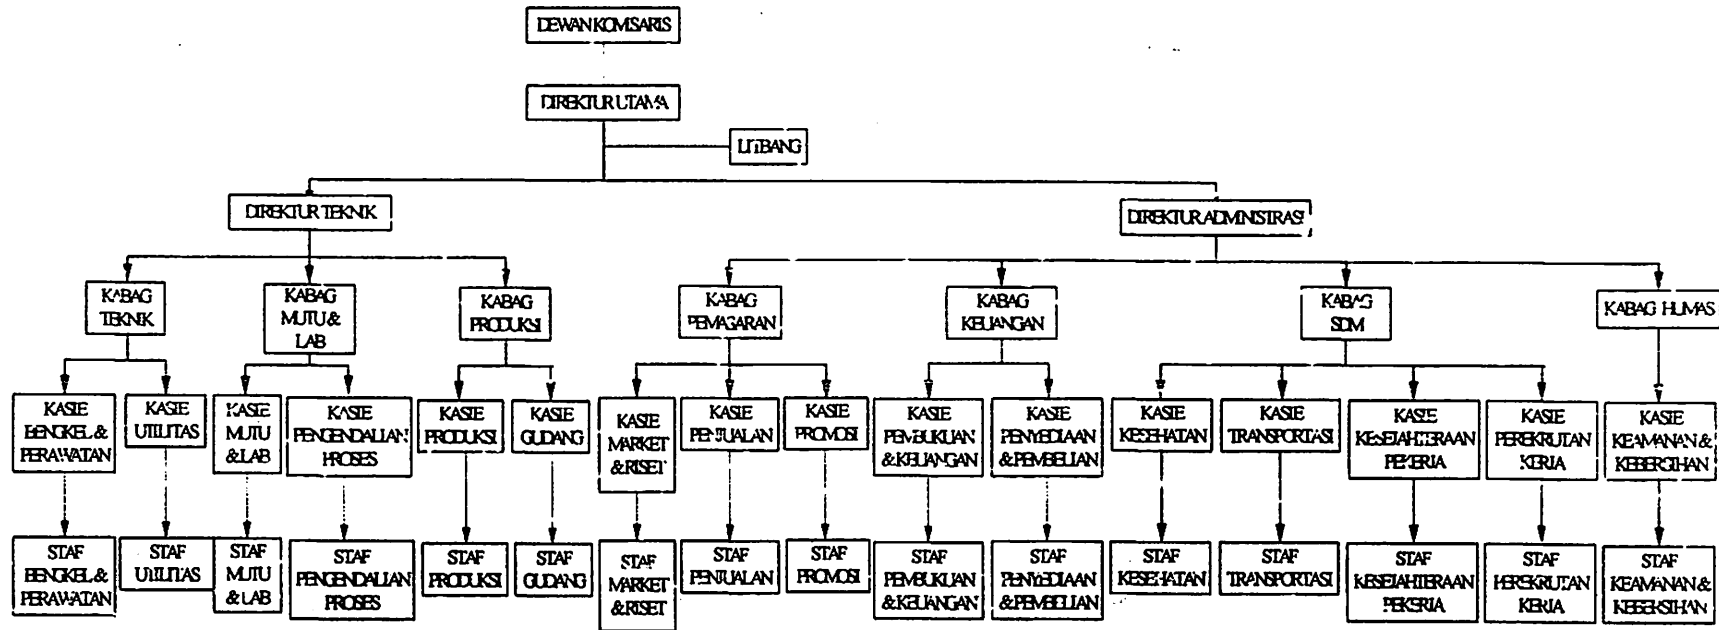 DEWAN KOMISARIS
DIREKTUR UTAMA
LITBANG
DIREKTUR TEKNIK
DIREKTUR ADMINISTRASI
KABAG
TEKNIK
KABAG
MUTU &
LAB
KABAG
PRODUKSI
KABAG
PEMASARAN
KABAG
KEUANGAN
KABAG
SDM
KABAG HUMAS
KASIE
BENGKEL &
PERAWATAN
KASIE
UTILITAS
KASIE
MUTU
& LAB
KASIE
PENGENDALIAN
PROSES
KASIE
PRODUKSI
KASIE
GUDANG
KASIE
MARKET
& RISET
KASIE
PENJUALAN
KASIE
PROMOSI
KASIE
PEMBUKUAN
& KEUANGAN
KASIE
PENYEDIAAN
& PEMBELIAN
KASIE
KESEHATAN
KASIE
TRANSPORTASI
KASIE
KESEJAHTERAAN
PEKERJA
KASIE
PEREKRUTAN
KERJA
KASIE
KEAMANAN &
KEBERSIHAN
STAF
BENGKEL &
PERAWATAN
STAF
UTILITAS
STAF
MUTU
& LAB
STAF
PENGENDALIAN
PROSES
STAF
PRODUKSI
STAF
GUDANG
STAF
MARKET
& RISET
STAF
PENJUALAN
STAF
PROMOSI
STAF
PEMBUKUAN
& KEUANGAN
STAF
PENYEDIAAN
& PEMBELIAN
STAF
KESEHATAN
STAF
TRANSPORTASI
STAF
KESEJAHTERAAN
PEKERJA
STAF
PEREKRUTAN
KERJA
STAF
KEAMANAN &
KEBERSIHAN